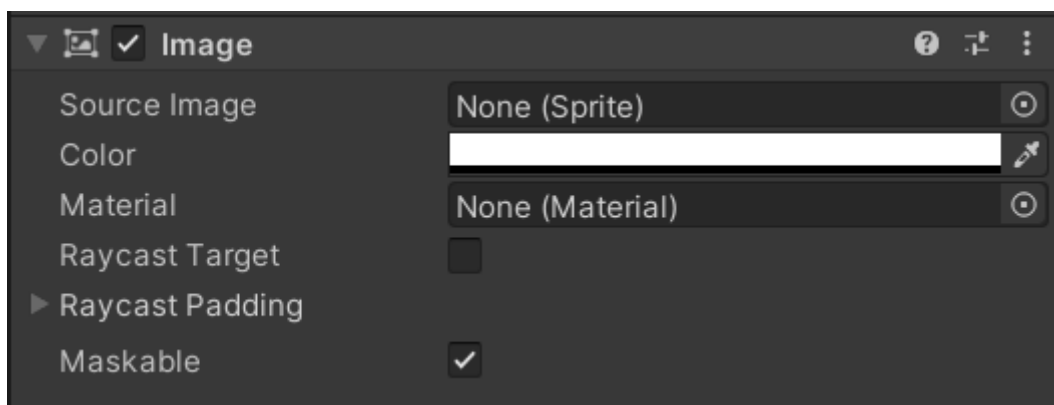 Image
Source Image None (Sprite)
Color
Material None (Material)
Raycast Target
Raycast Padding
Maskable